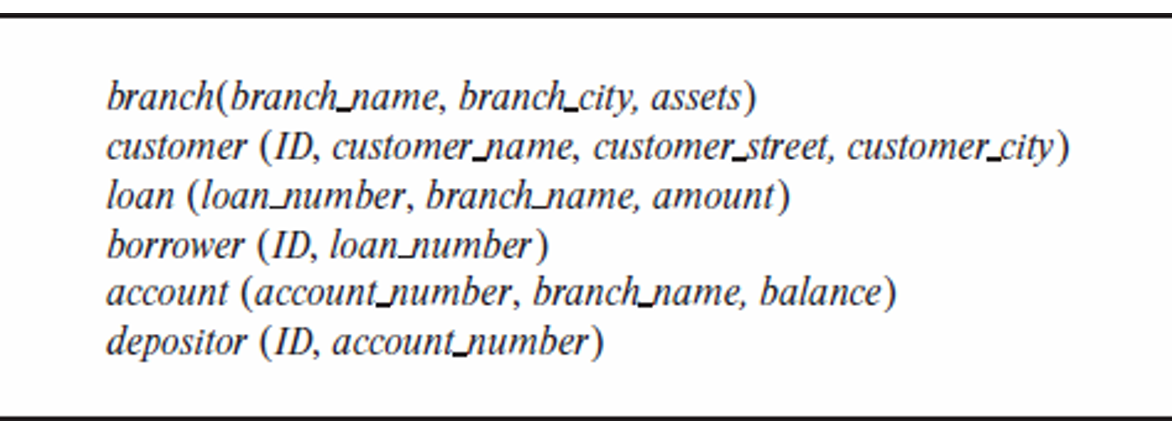 branch(branch_name, branch_city, assets)
customer (ID, customer_name, customer_street, customer_city)
loan (loan_number, branch_name, amount)
borrower (ID, loan_number)
account (account_number, branch_name, balance)
depositor (ID, account_number)